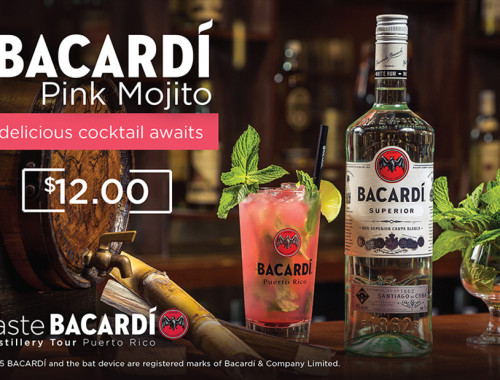 BACARDÍ
Pink Mojito
delicious cocktail awaits
$12.00
BACARDÍ
Puerto Rico
BACARDÍ
SUPERIOR
SANTIAGO DE CUBA
aste BACARDÍ
stillery Tour Puerto Rico
5 BACARDÍ and the bat device are registered marks of Bacardi & Company Limited.